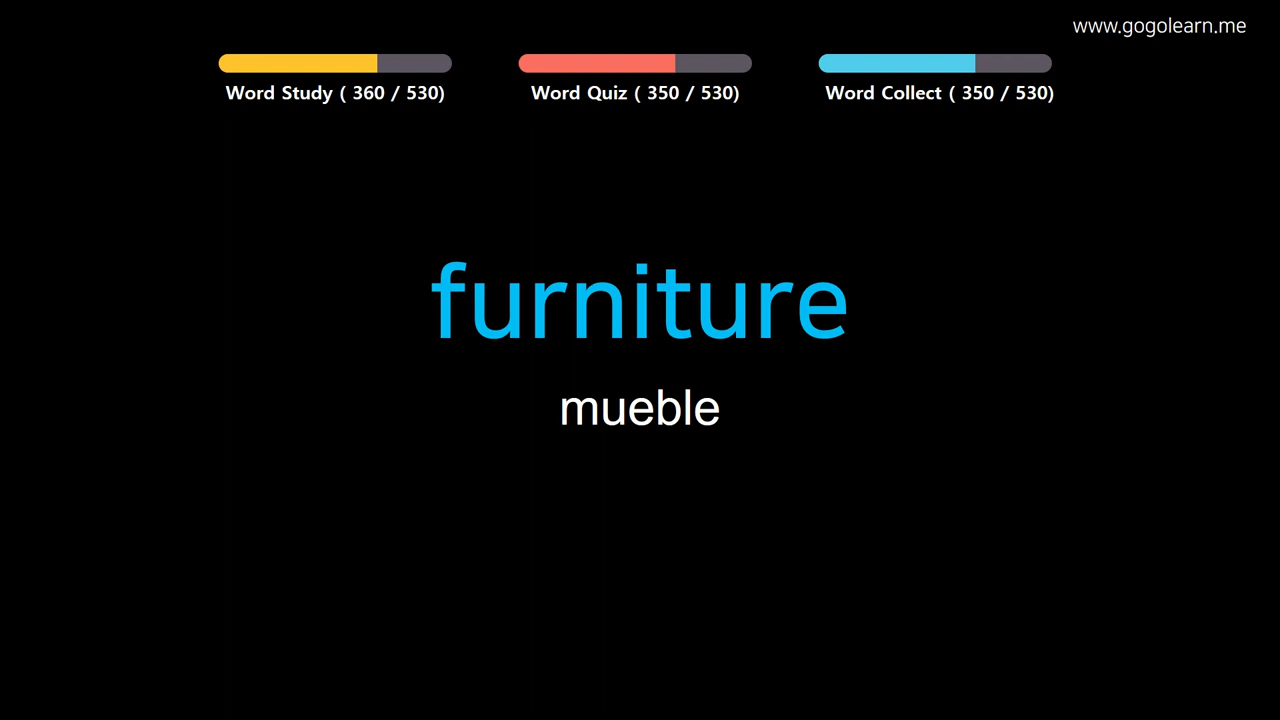 www.gogolearn.me
Word Study ( 360 / 530)
Word Quiz ( 350 / 530)
Word Collect ( 350 / 530)
furniture
mueble